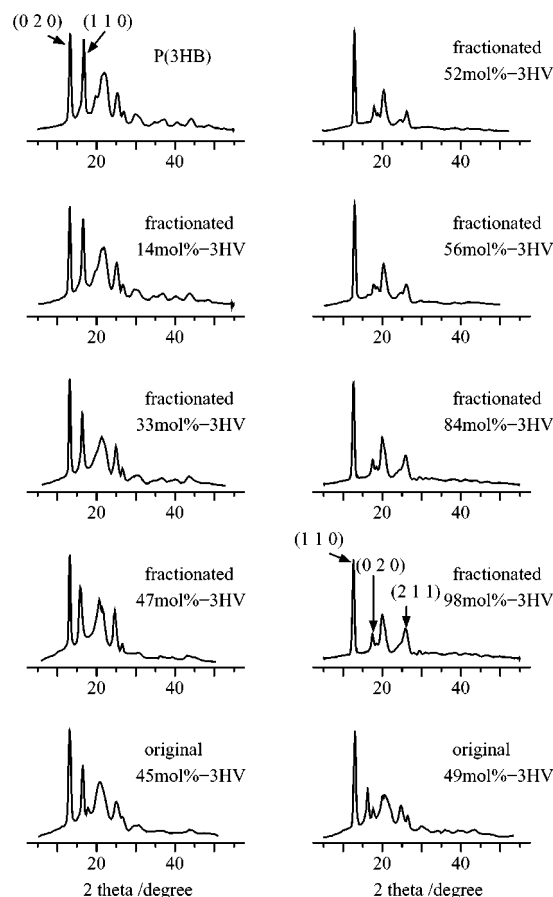 (0 2 0)
(1 1 0)
P(3HB)
20
40
fractionated
52mol%−3HV
20
40
fractionated
14mol%−3HV
20
40
fractionated
56mol%−3HV
20
40
fractionated
33mol%−3HV
20
40
fractionated
84mol%−3HV
20
40
fractionated
47mol%−3HV
20
40
(1 1 0)
(0 2 0)
(2 1 1)
fractionated
98mol%−3HV
20
40
original
45mol%−3HV
20
40
2 theta /degree
original
49mol%−3HV
20
40
2 theta /degree